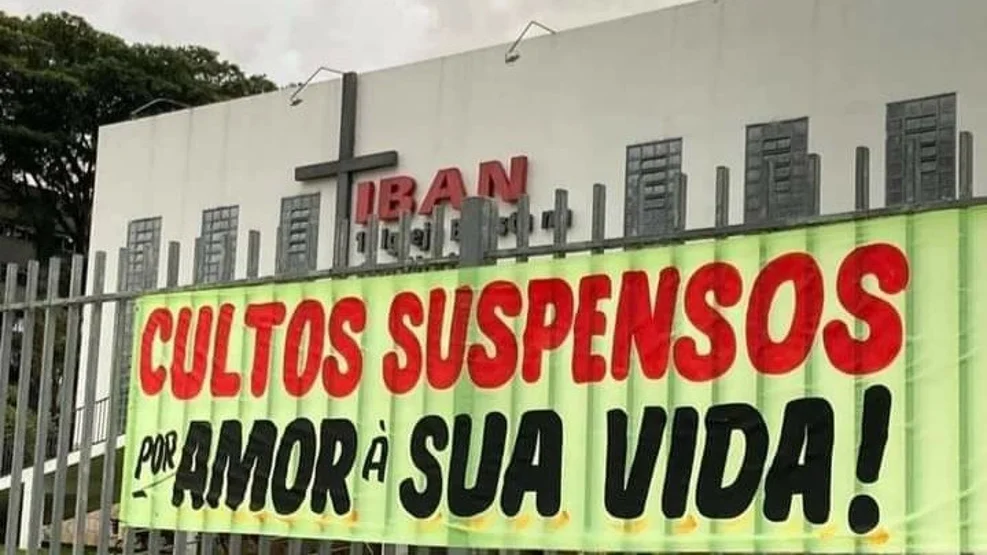 IBAN
CULTOS SUSPENSOS
POR AMOR À SUA VIDA!